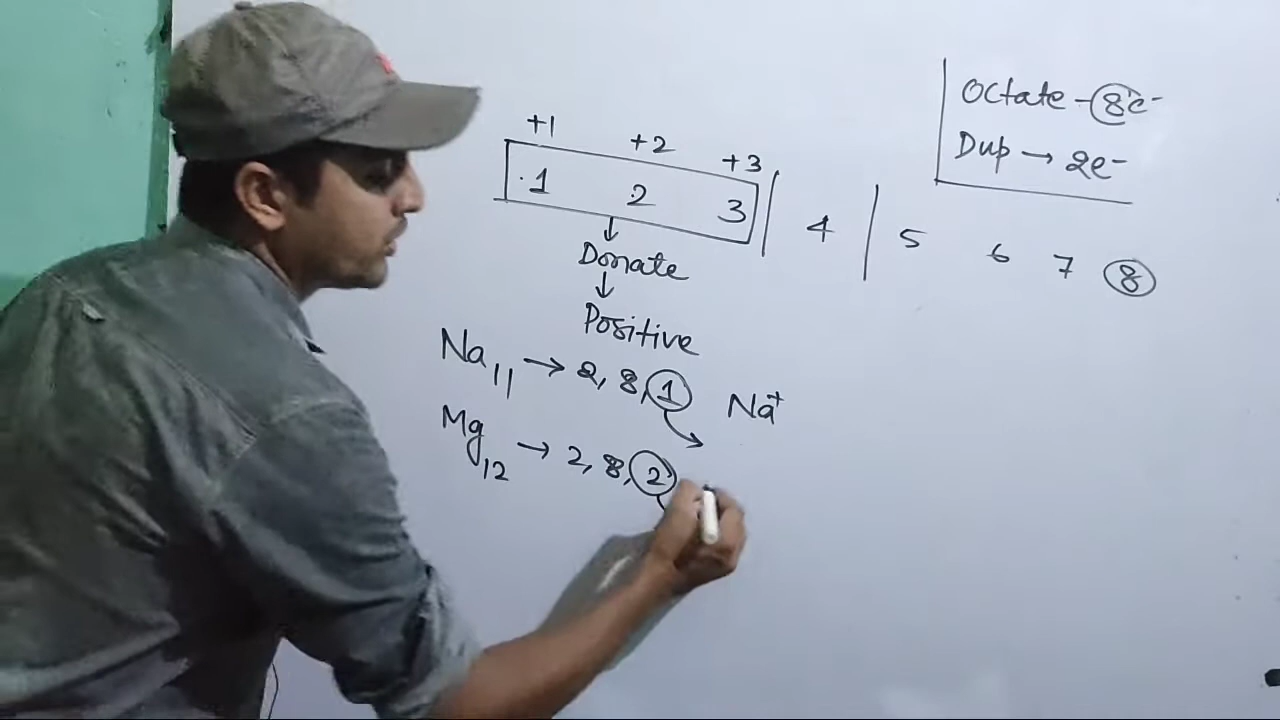 Octate - 8e-
Dup → 2e-
+1 +2 +3
1 2 3 4 5 6 7 8
↓
Donate
↓
Positive
Na11 → 2, 8, 1 Na+
Mg12 → 2, 8, 2